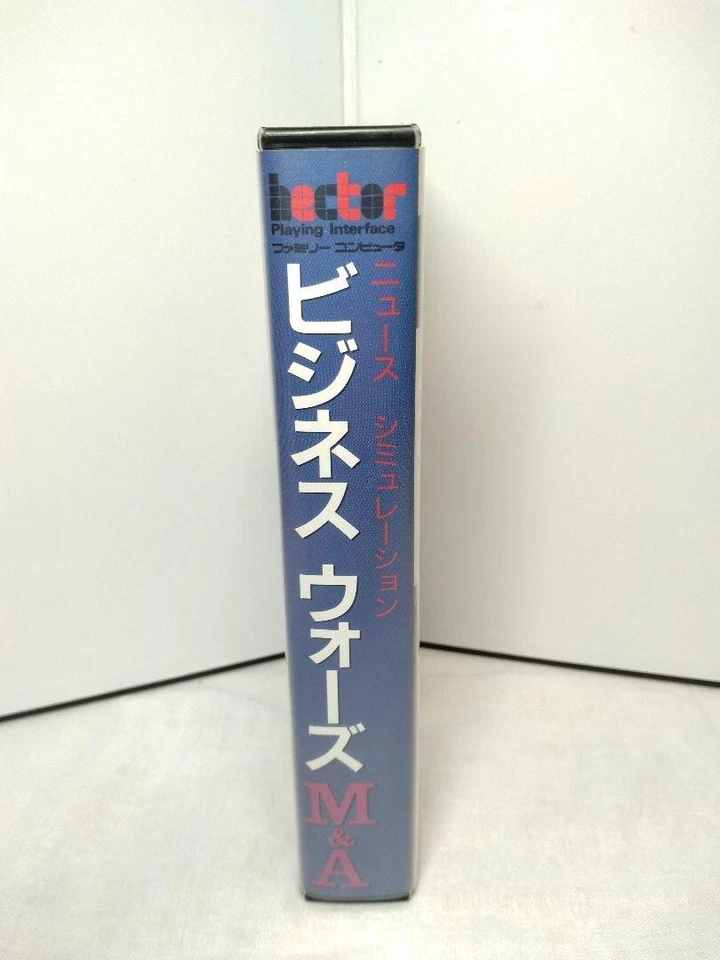 hector
Playing Interface
ファミリーコンピュータ
ニュース シミュレーション
ビジネス ウォーズ
M
&
A